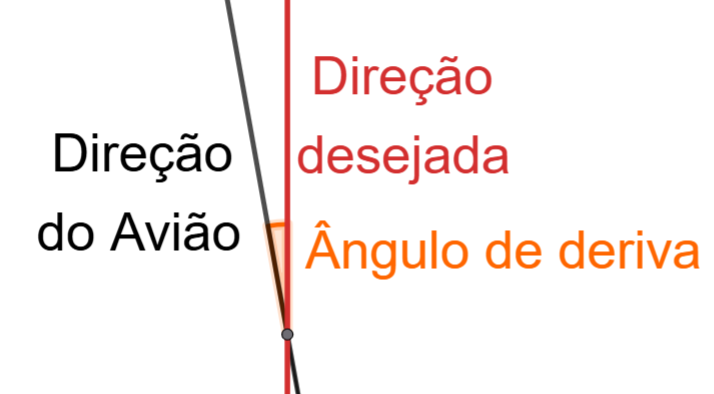 Direção
desejada
Direção
do Avião
Ângulo de deriva